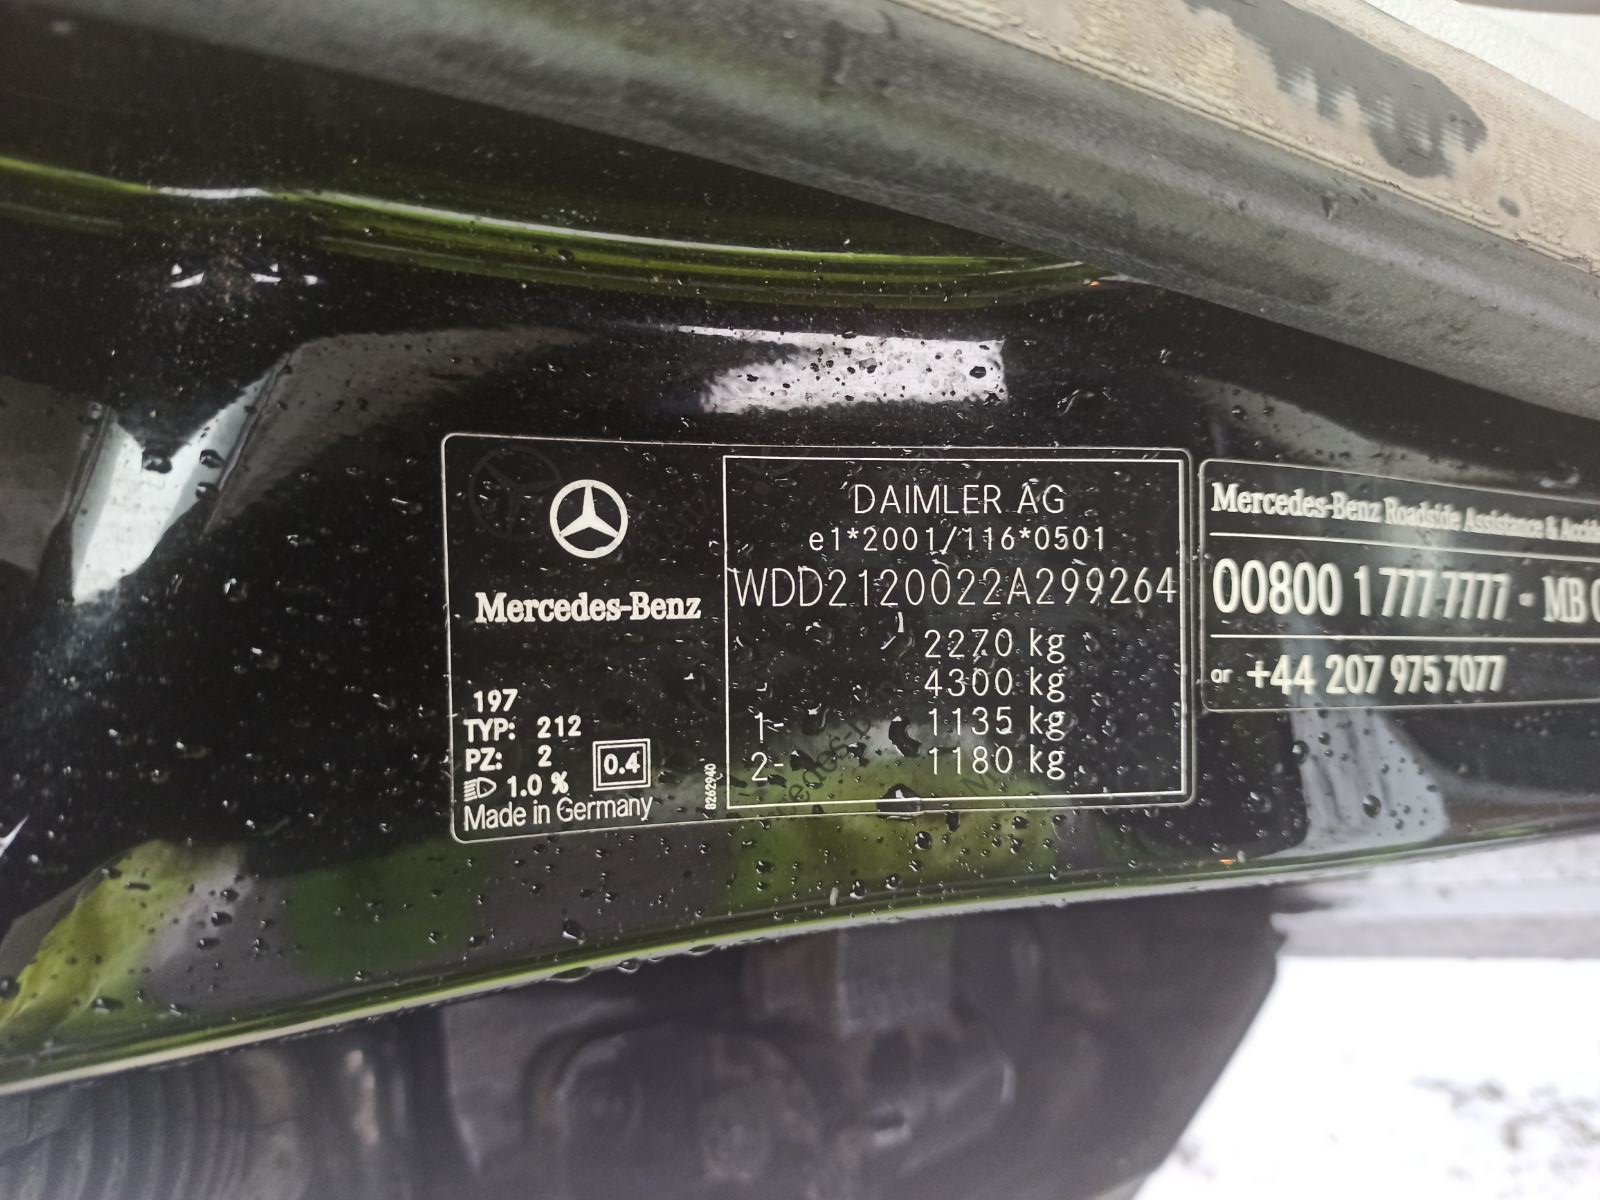 Mercedes-Benz
197
TYP: 212
PZ: 2
1.0 %
0.4
Made in Germany
8262940
DAIMLER AG
e1*2001/116*0501
WDD2120022A299264
2270 kg
4300 kg
1- 1135 kg
2- 1180 kg
Mercedes-Benz Roadside Assistance &
00800 1 777 7777 - MB
or +44 207 975 7077